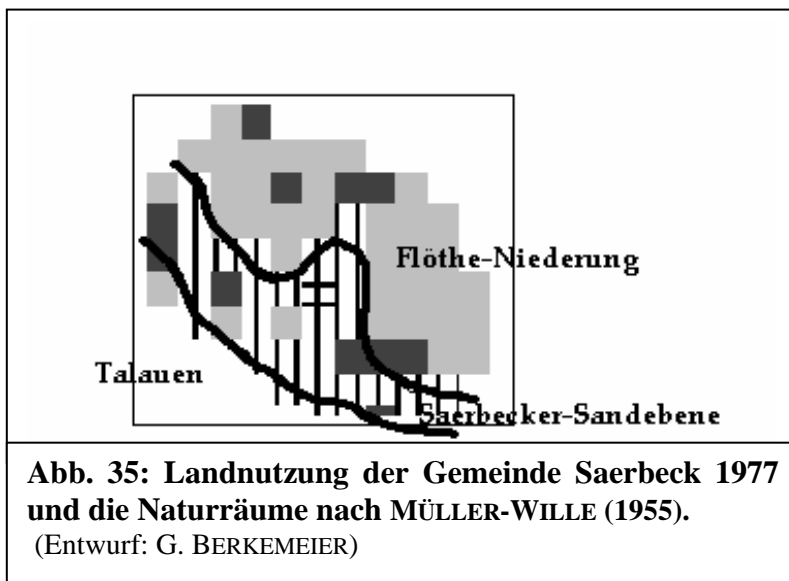 Flöthe-Niederung
Talauen
Saerbecker-Sandebene
Abb. 35: Landnutzung der Gemeinde Saerbeck 1977
und die Naturräume nach MÜLLER-WILLE (1955).
(Entwurf: G. BERKEMEIER)